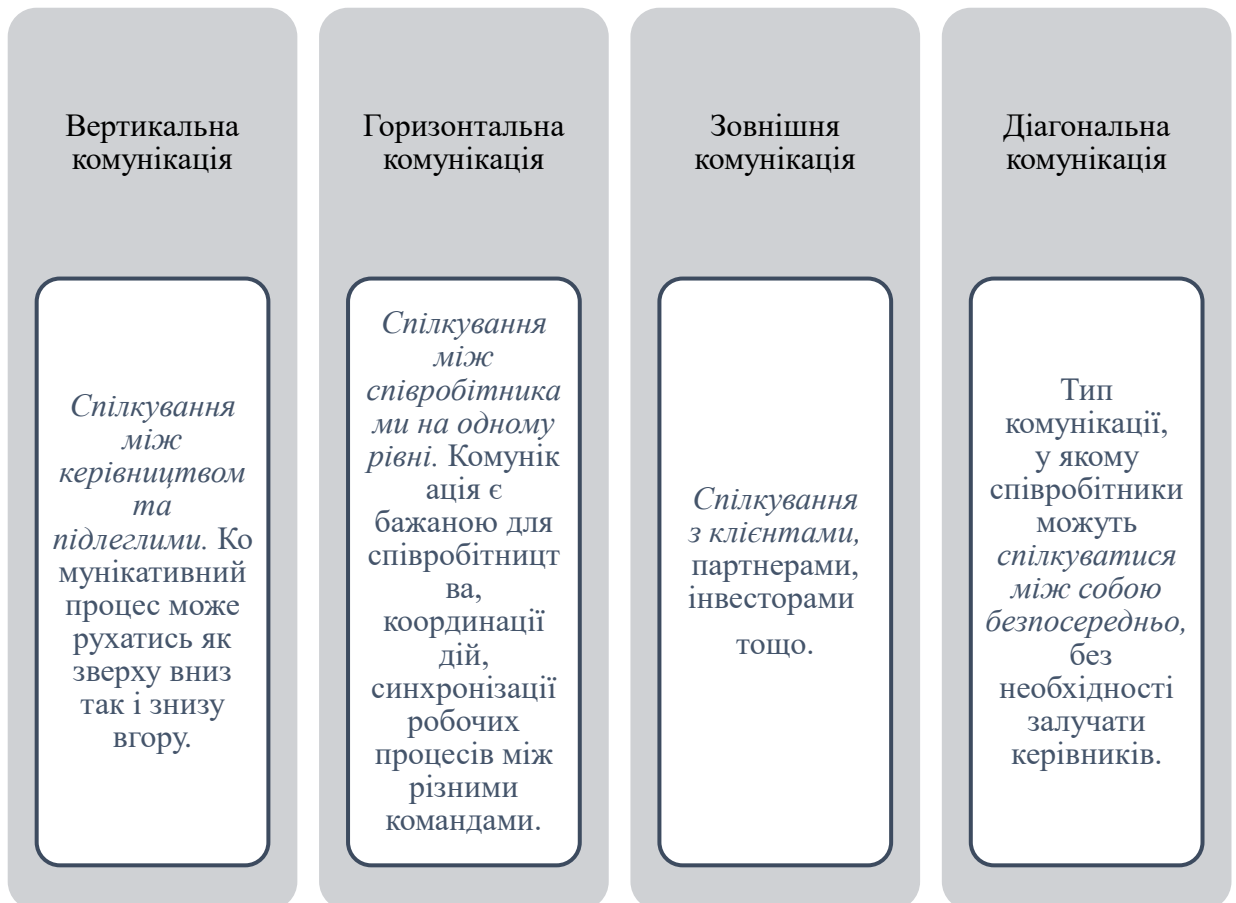 Вертикальна
комунікація
Спілкування
між
керівництвом
та
підлеглими. Ко
мунікативний
процес може
рухатись як
зверху вниз
так і знизу
вгору.
Горизонтальна
комунікація
Спілкування
між
співробітника
ми на одному
рівні. Комунік
ація є
бажаною для
співробітницт
ва,
координації
дій,
синхронізації
робочих
процесів між
різними
командами.
Зовнішня
комунікація
Спілкування
з клієнтами,
партнерами,
інвесторами
тощо.
Діагональна
комунікація
Тип
комунікації,
у якому
співробітники
можуть
спілкуватися
між собою
безпосередньо,
без
необхідності
залучати
керівників.